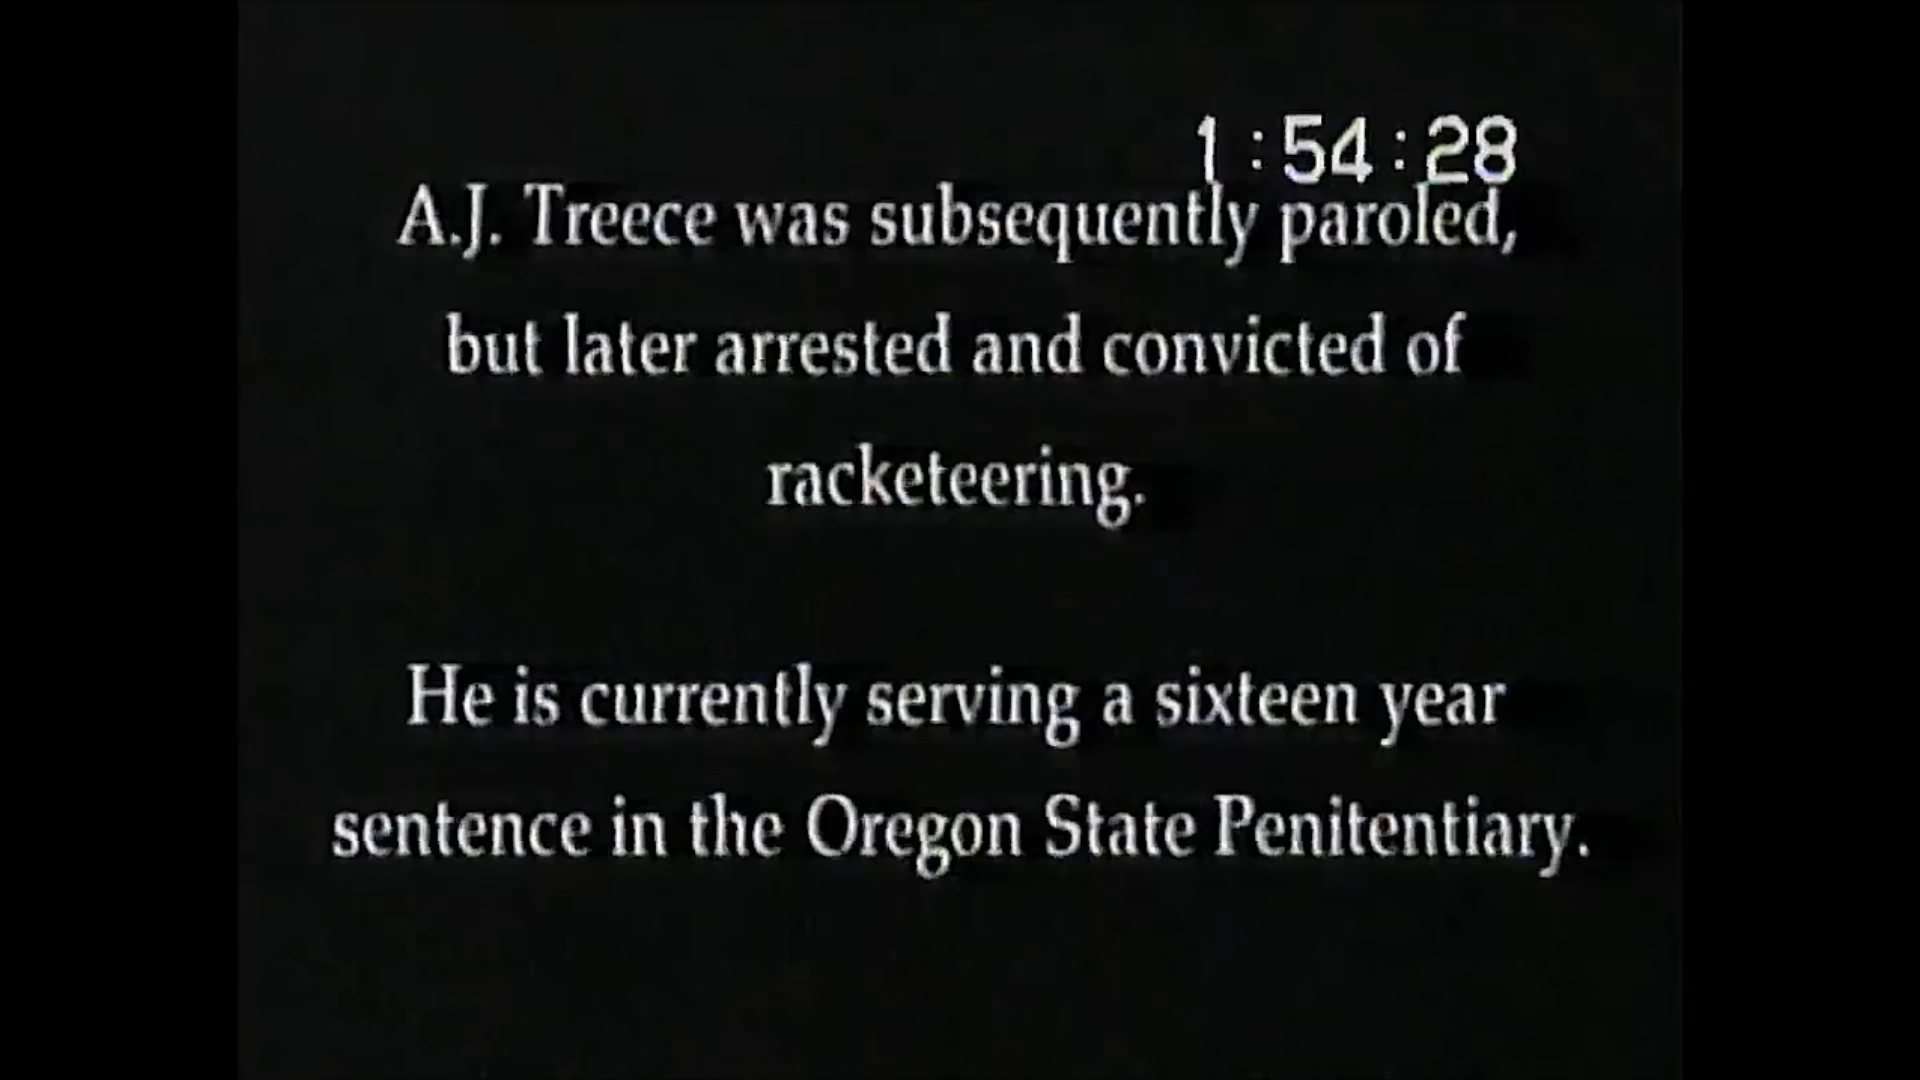 1:54:28
A.J. Treece was subsequently paroled,
but later arrested and convicted of
racketeering.
He is currently serving a sixteen year
sentence in the Oregon State Penitentiary.